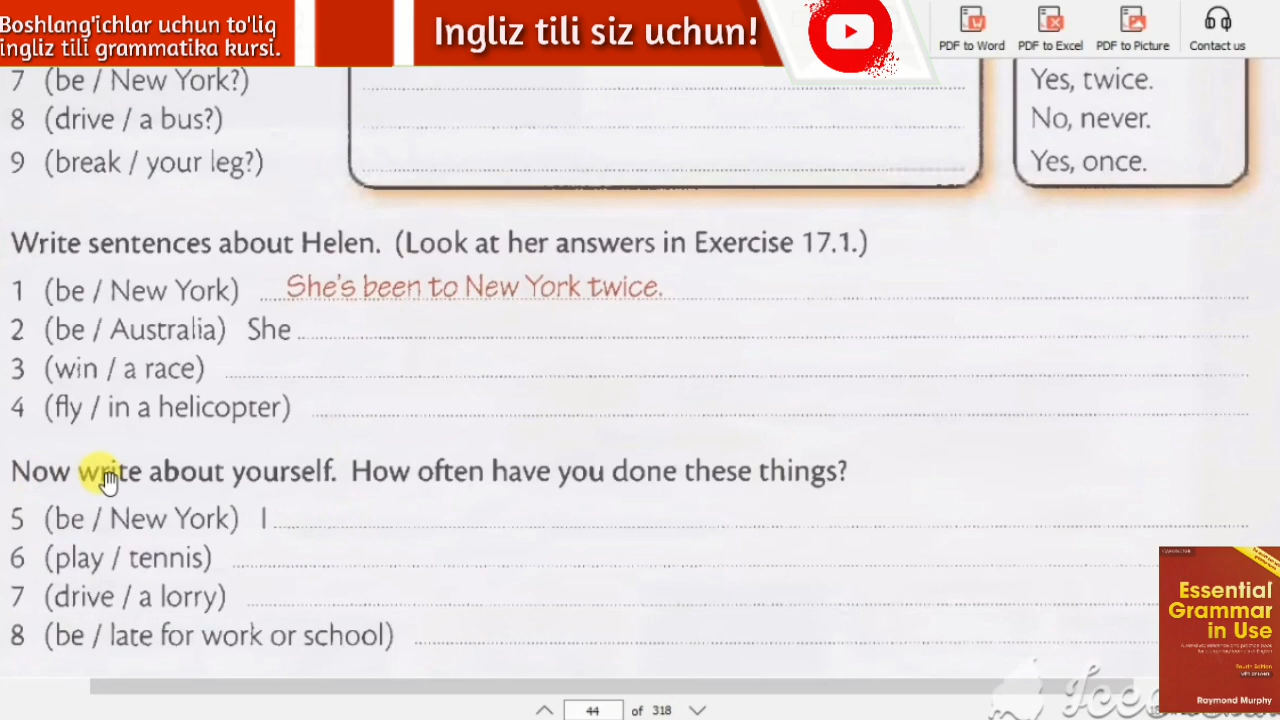 Boshlang'ichlar uchun to'liq
ingliz tili grammatika kursi.
Ingliz tili siz uchun!
PDF to Word
PDF to Excel
PDF to Picture
Contact us
7 (be / New York?)
Yes, twice.
8 (drive / a bus?)
No, never.
9 (break / your leg?)
Yes, once.
Write sentences about Helen. (Look at her answers in Exercise 17.1.)
1 (be / New York) She's been to New York twice.
2 (be / Australia) She
3 (win / a race)
4 (fly / in a helicopter)
Now write about yourself. How often have you done these things?
5 (be / New York) I
6 (play / tennis)
7 (drive / a lorry)
8 (be / late for work or school)
Essential
Grammar
in Use
Fourth Edition
Raymond Murphy
44 of 318